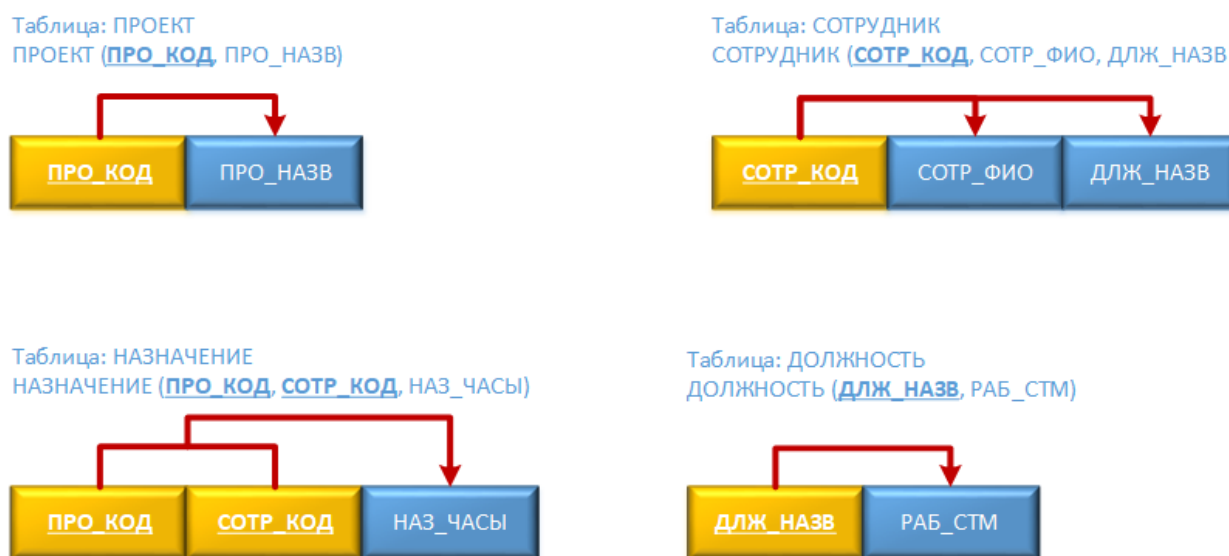 Таблица: ПРОЕКТ
ПРОЕКТ (ПРО_КОД, ПРО_НАЗВ)
ПРО_КОД ПРО_НАЗВ
Таблица: СОТРУДНИК
СОТРУДНИК (СОТР_КОД, СОТР_ФИО, ДЛЖ_НАЗВ
СОТР_КОД СОТР_ФИО ДЛЖ_НАЗВ
Таблица: НАЗНАЧЕНИЕ
НАЗНАЧЕНИЕ (ПРО_КОД, СОТР_КОД, НАЗ_ЧАСЫ)
ПРО_КОД СОТР_КОД НАЗ_ЧАСЫ
Таблица: ДОЛЖНОСТЬ
ДОЛЖНОСТЬ (ДЛЖ_НАЗВ, РАБ_СТМ)
ДЛЖ_НАЗВ РАБ_СТМ